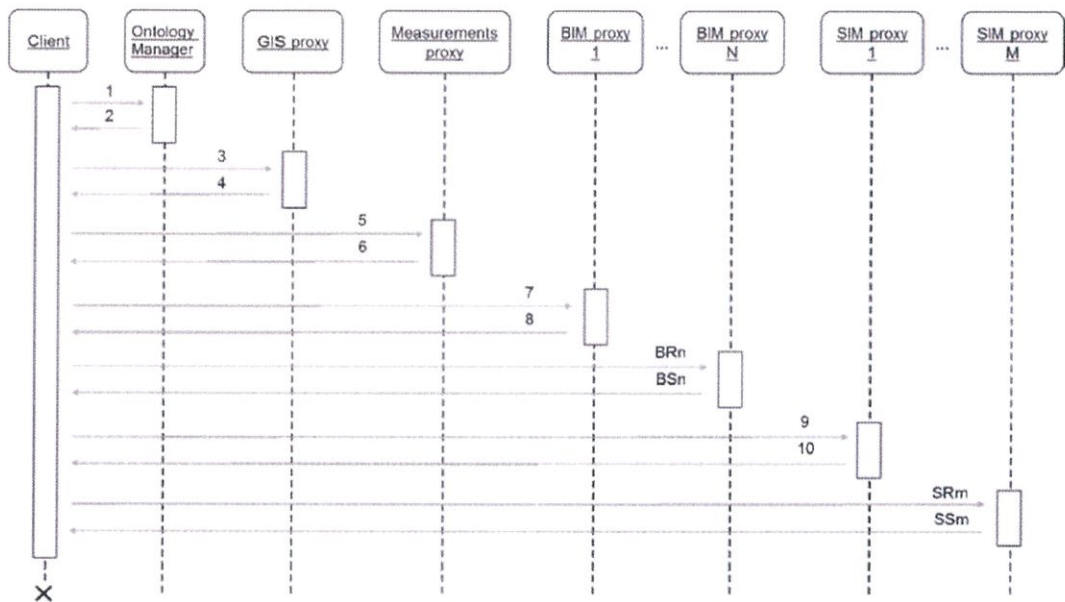 Client
Ontology
Manager
GIS proxy
Measurements
proxy
BIM proxy
1
...
BIM proxy
N
SIM proxy
1
...
SIM proxy
M
1
2
3
4
5
6
7
8
BRn
BSn
9
10
SRm
SSm